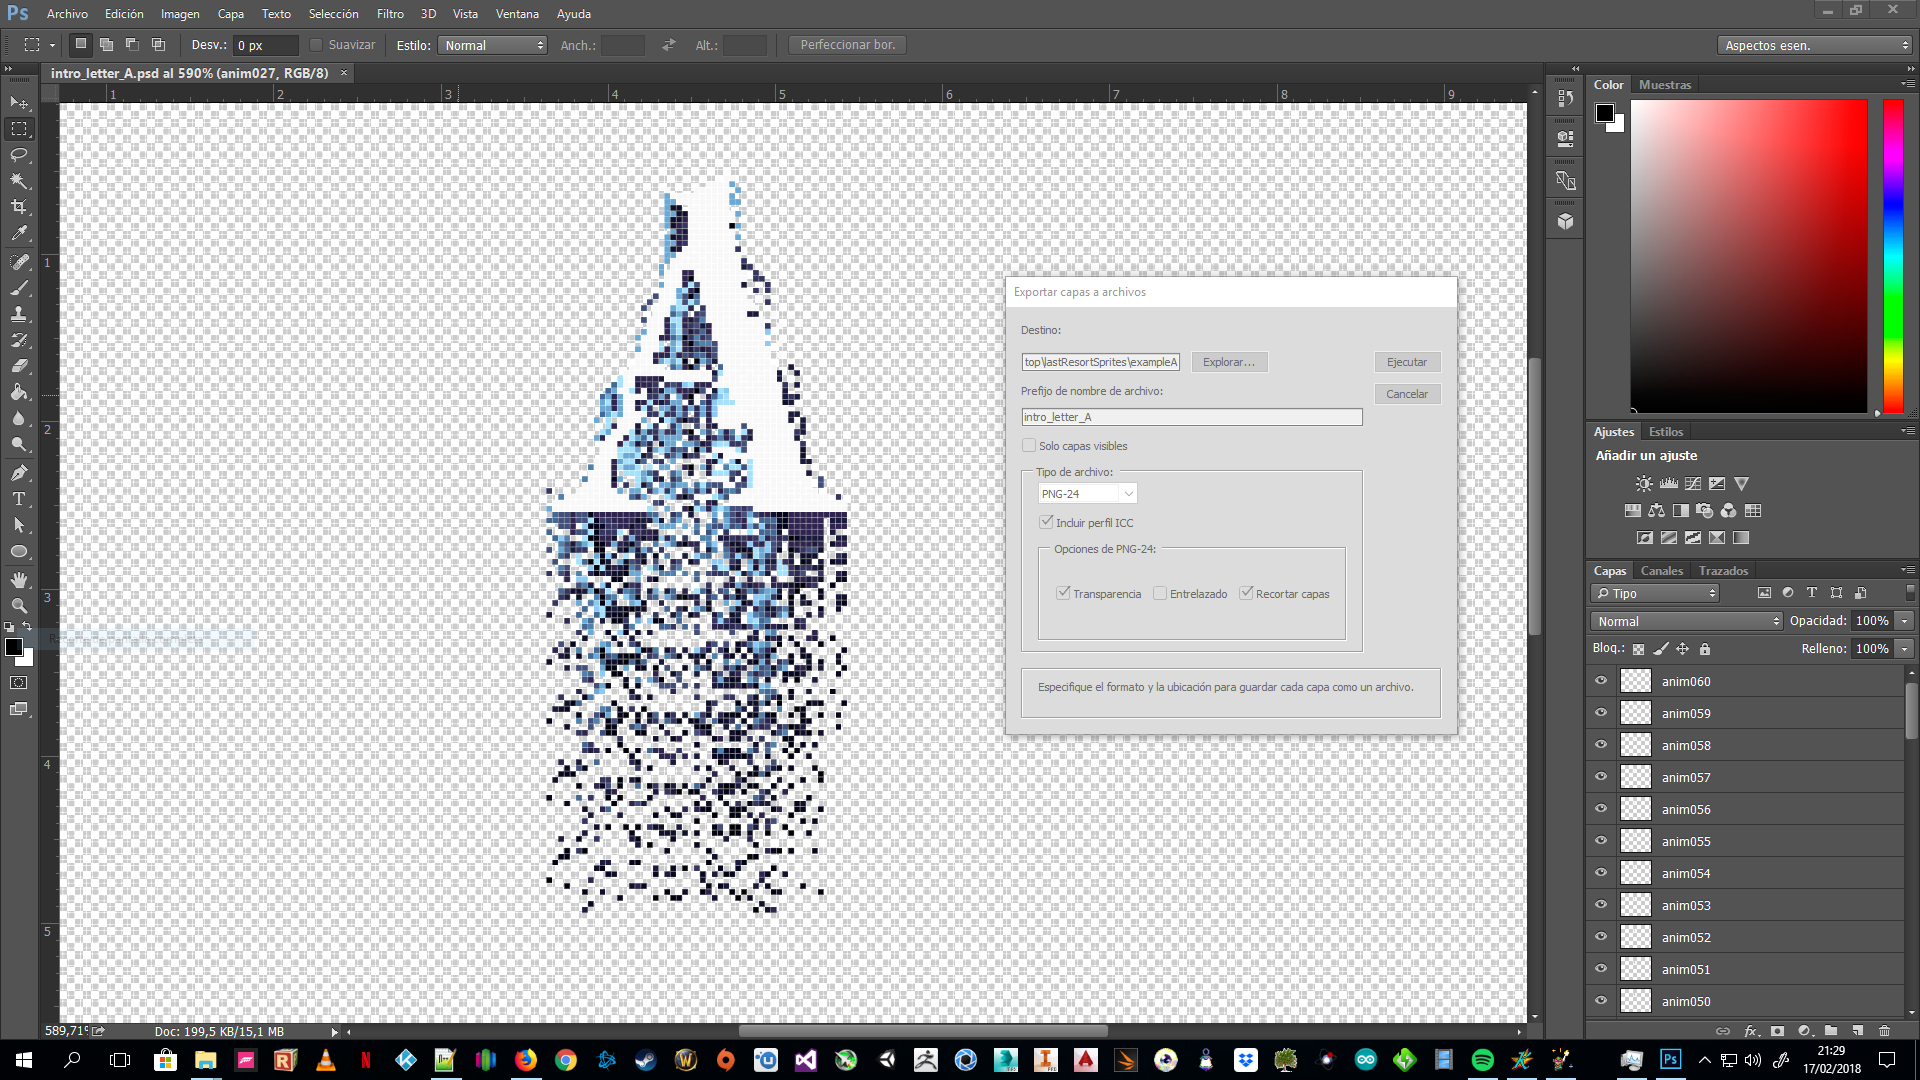 Ps Archivo Edición Imagen Capa Texto Selección Filtro 3D Vista Ventana Ayuda
Desv.: 0 px Suavizar Estilo: Normal Anch.: Alt.: Perfeccionar bor. Aspectos esen.
intro_letter_A.psd al 590% (anim027, RGB/8) ×
1 2 3 4 5 6 7 8 9
1
2
3
4
5
Exportar capas a archivos
Destino:
top\lastResortSprites\exampleA Explorar... Ejecutar
Prefijo de nombre de archivo:
Cancelar
intro_letter_A
Solo capas visibles
Tipo de archivo:
PNG-24
Incluir perfil ICC
Opciones de PNG-24:
Transparencia Entrelazado Recortar capas
Especifique el formato y la ubicación para guardar cada capa como un archivo.
Color Muestras
Ajustes Estilos
Añadir un ajuste
Capas Canales Trazados
Tipo
Normal Opacidad: 100%
Bloq.: Relleno: 100%
anim060
anim059
anim058
anim057
anim056
anim055
anim054
anim053
anim052
anim051
anim050
589,71% Doc: 199,5 KB/15,1 MB
21:29
17/02/2018